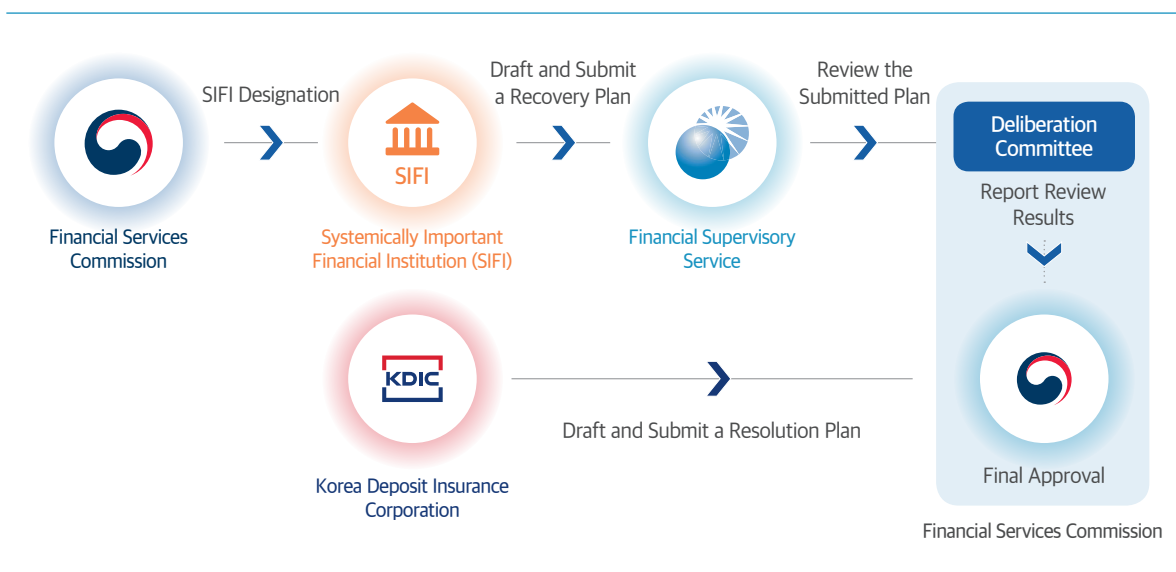 SIFI Designation
Draft and Submit
a Recovery Plan
Review the
Submitted Plan
SIFI
Deliberation
Committee
Report Review
Results
Financial Services
Commission
Systemically Important
Financial Institution (SIFI)
Financial Supervisory
Service
KDIC
Draft and Submit a Resolution Plan
Korea Deposit Insurance
Corporation
Final Approval
Financial Services Commission